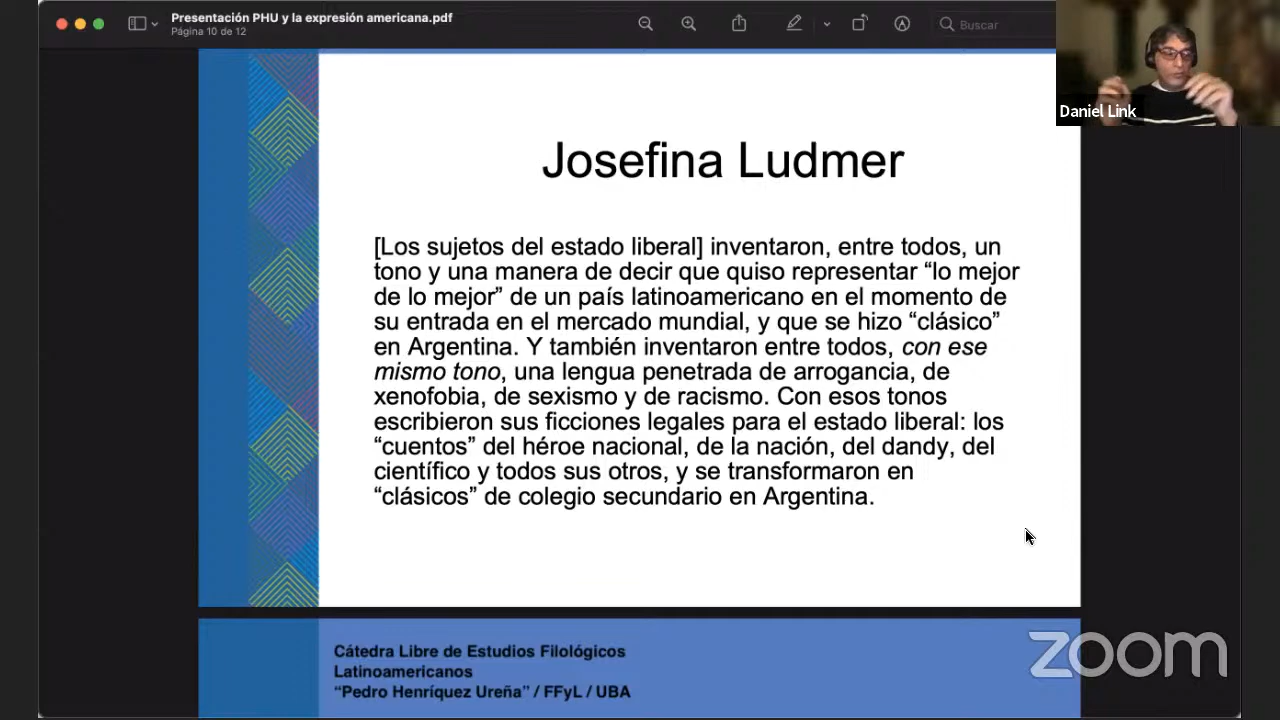 Presentación PHU y la expresión americana.pdf
Página 10 de 12
Buscar
Daniel Link
Josefina Ludmer
[Los sujetos del estado liberal] inventaron, entre todos, un
tono y una manera de decir que quiso representar “lo mejor
de lo mejor” de un país latinoamericano en el momento de
su entrada en el mercado mundial, y que se hizo “clásico”
en Argentina. Y también inventaron entre todos, con ese
mismo tono, una lengua penetrada de arrogancia, de
xenofobia, de sexismo y de racismo. Con esos tonos
escribieron sus ficciones legales para el estado liberal: los
“cuentos” del héroe nacional, de la nación, del dandy, del
científico y todos sus otros, y se transformaron en
“clásicos” de colegio secundario en Argentina.
Cátedra Libre de Estudios Filológicos
Latinoamericanos
“Pedro Henríquez Ureña” / FFyL / UBA
zoom